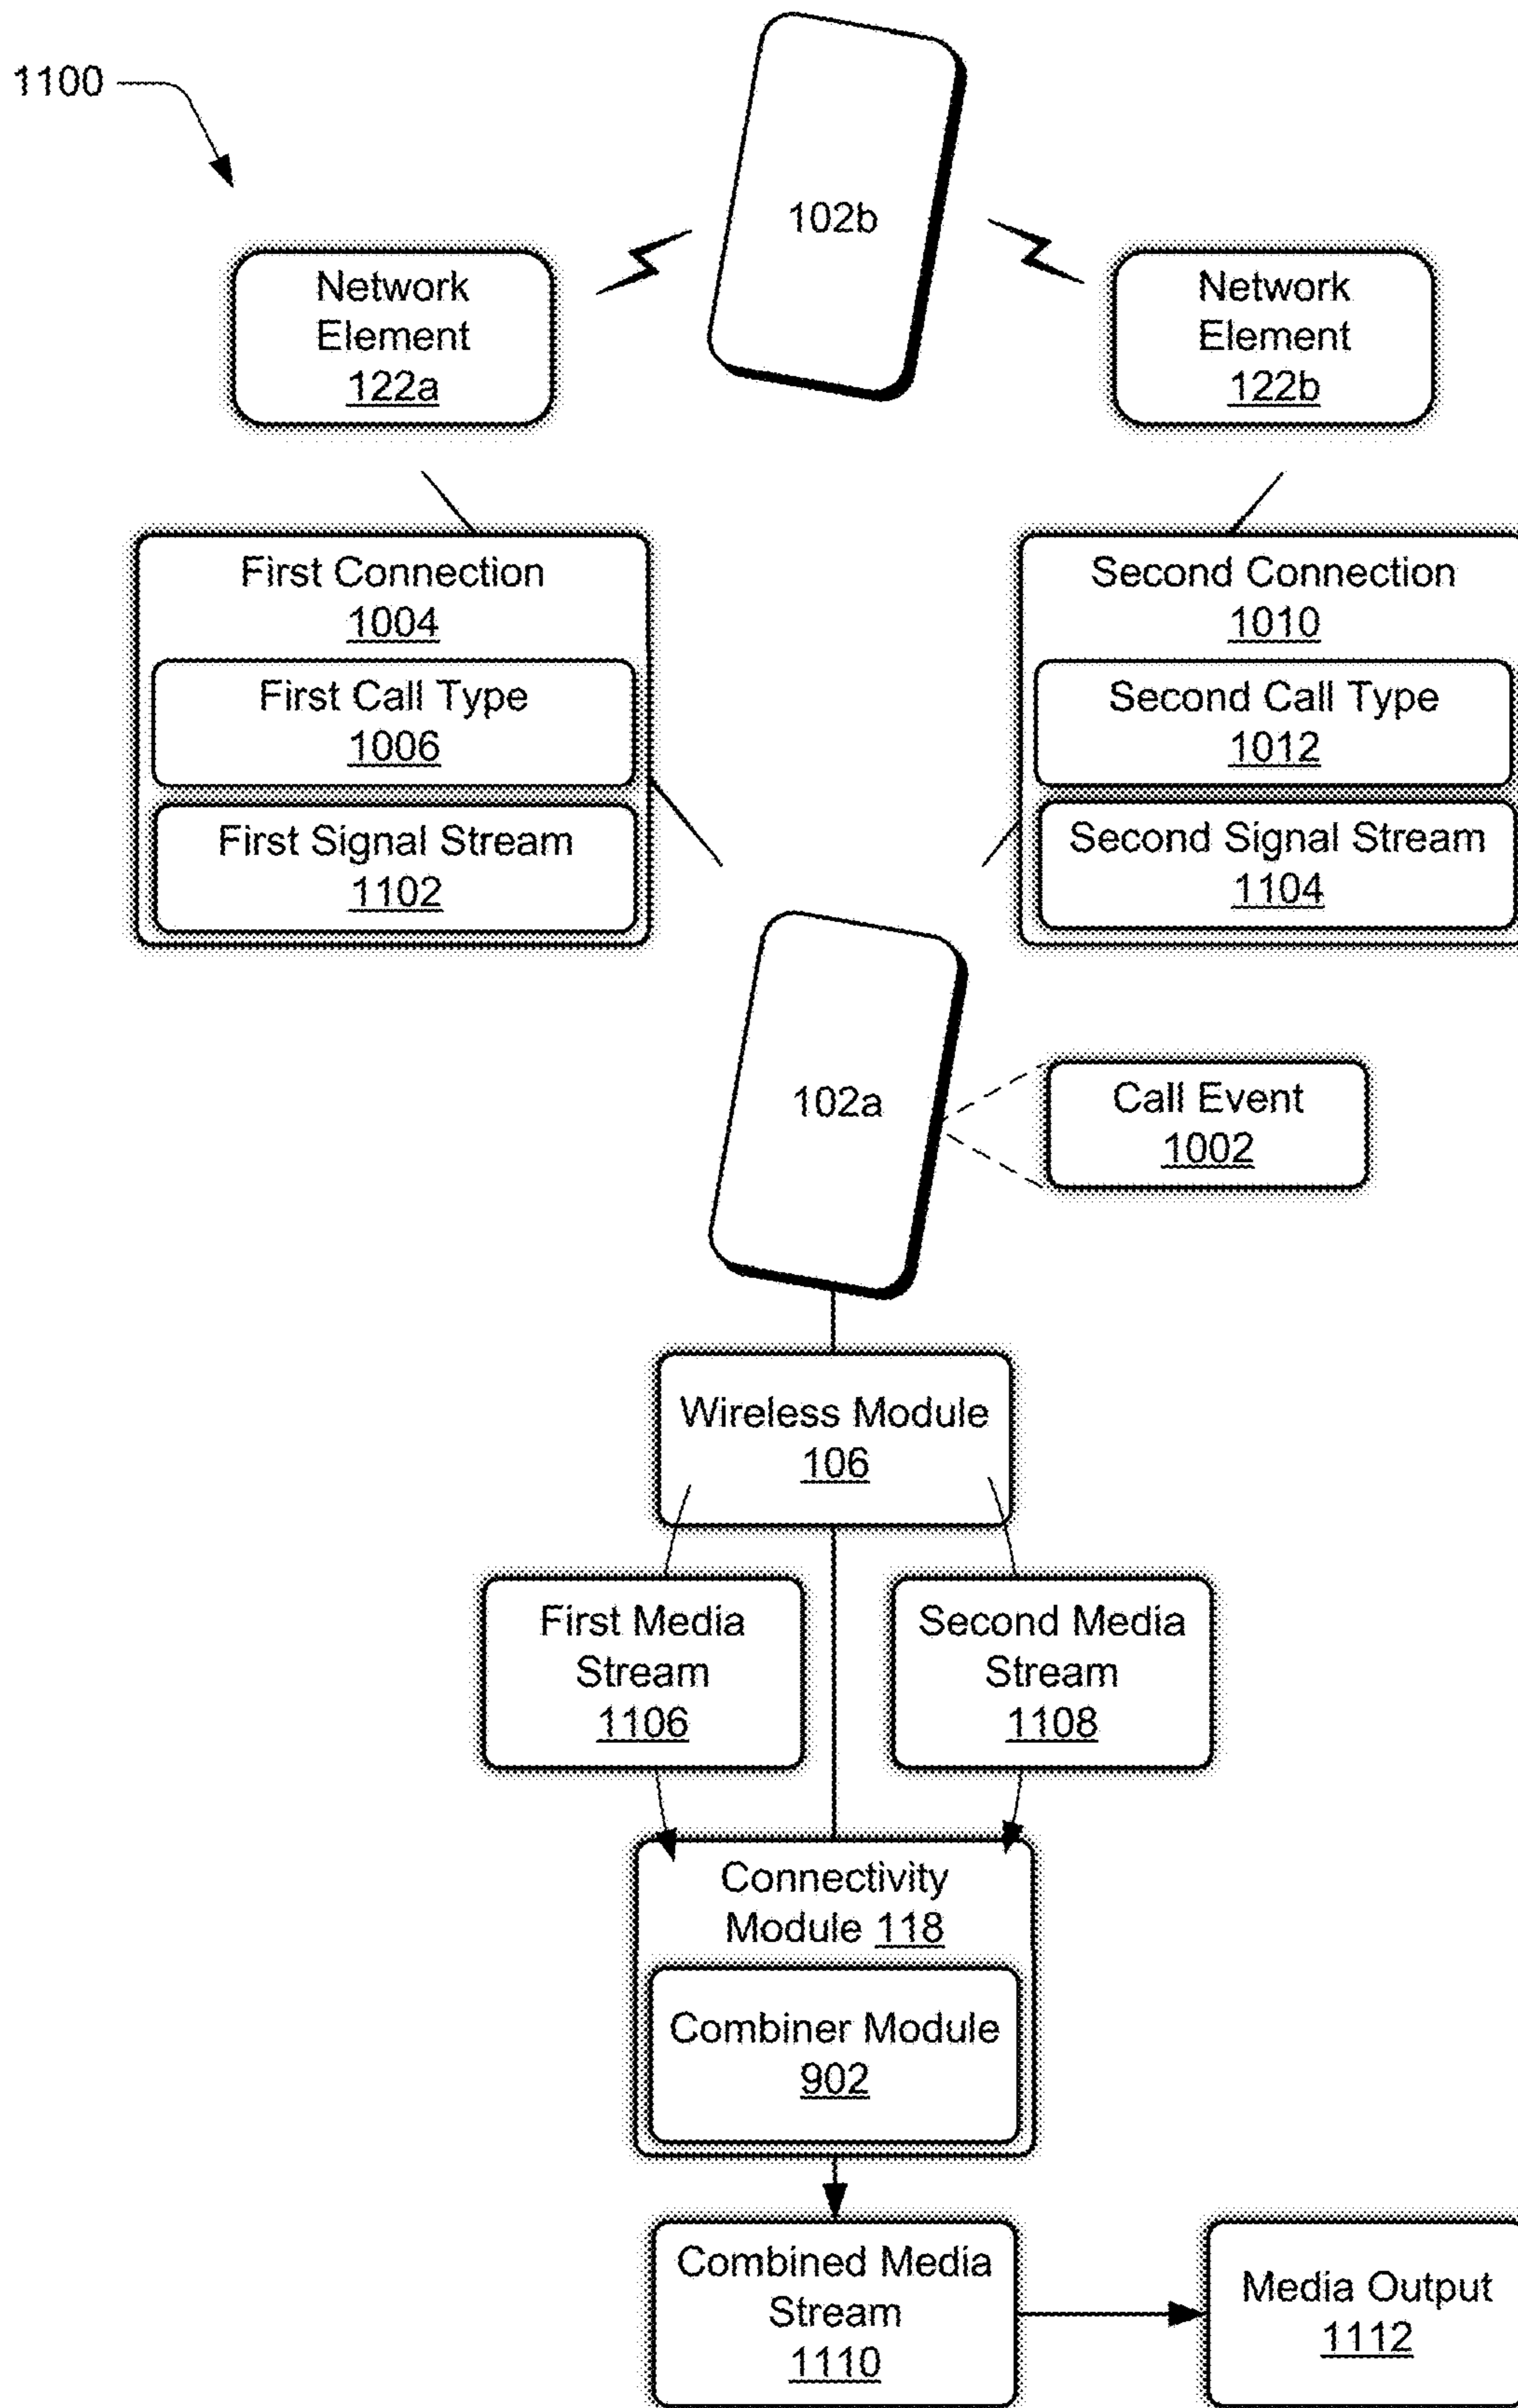 1100
102b
Network
Element
122a
Network
Element
122b
First Connection
1004
First Call Type
1006
First Signal Stream
1102
Second Connection
1010
Second Call Type
1012
Second Signal Stream
1104
102a
Call Event
1002
Wireless Module
106
First Media
Stream
1106
Second Media
Stream
1108
Connectivity
Module 118
Combiner Module
902
Combined Media
Stream
1110
Media Output
1112